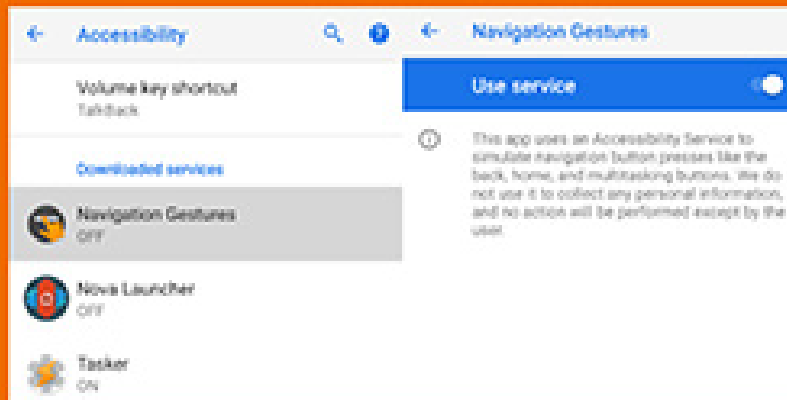 Accessibility
Volume key shortcut
TalkBack
Downloaded services
Navigation Gestures
OFF
Nova Launcher
OFF
Tasker
ON
Navigation Gestures
Use service
This app uses an Accessibility Service to
simulate navigation button presses like the
back, home, and multitasking buttons. We do
not use it to collect any personal information,
and no action will be performed except by the
user.